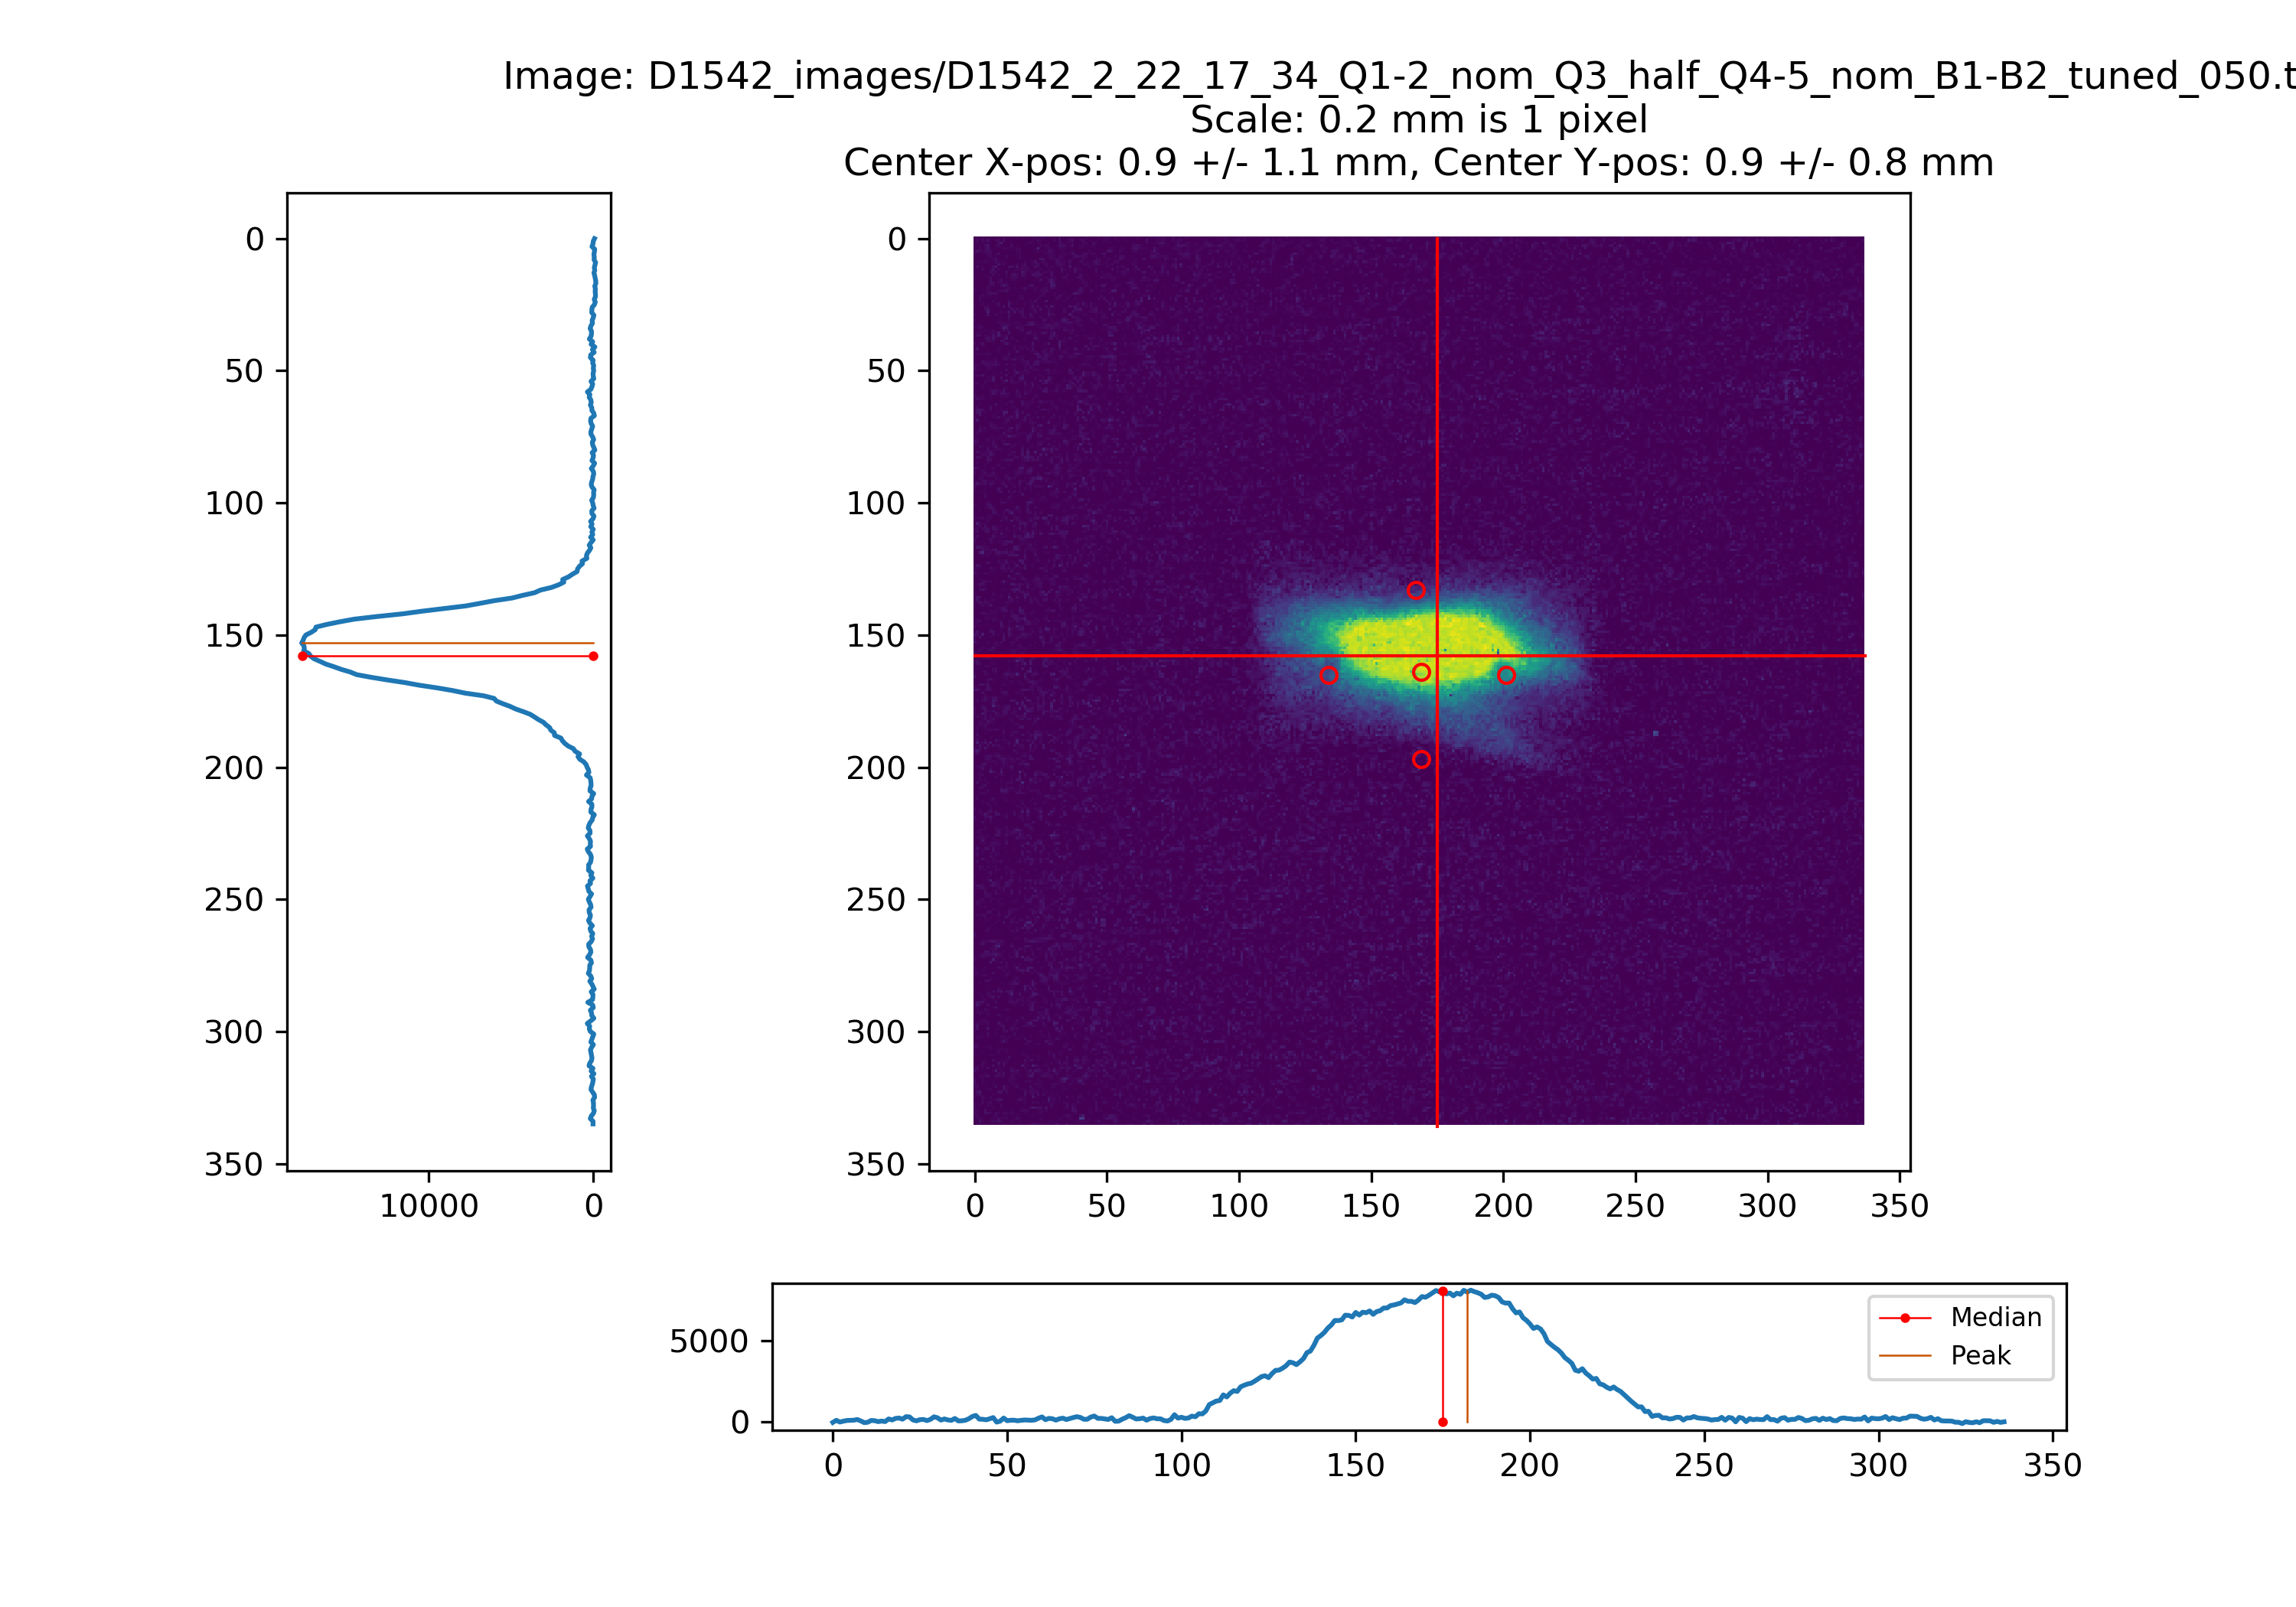 Image: D1542_images/D1542_2_22_17_34_Q1-2_nom_Q3_half_Q4-5_nom_B1-B2_tuned_050.t
Scale: 0.2 mm is 1 pixel
Center X-pos: 0.9 +/- 1.1 mm, Center Y-pos: 0.9 +/- 0.8 mm
0
50
100
150
200
250
300
350
10000 0
0
50
100
150
200
250
300
350
0 50 100 150 200 250 300 350
5000
0
Median
Peak
0 50 100 150 200 250 300 350